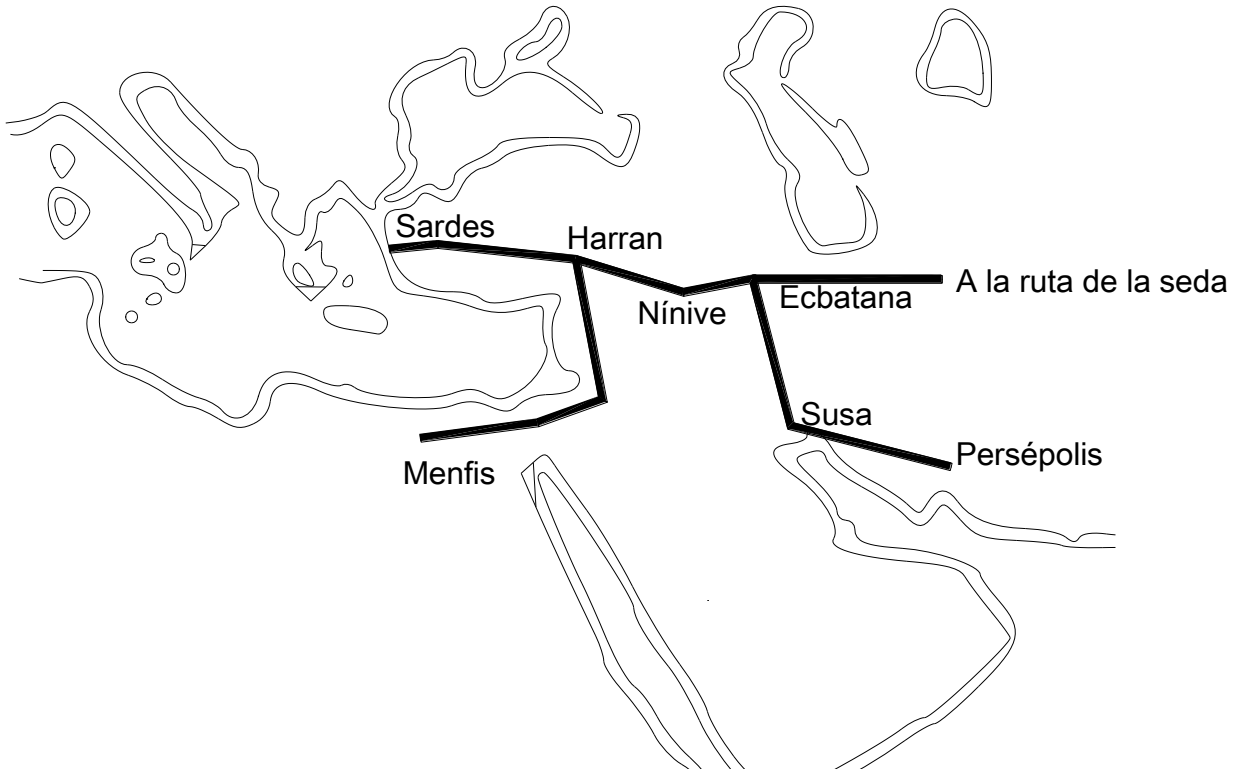 Sardes
Harran
A la ruta de la seda
Ecbatana
Nínive
Susa
Persépolis
Menfis